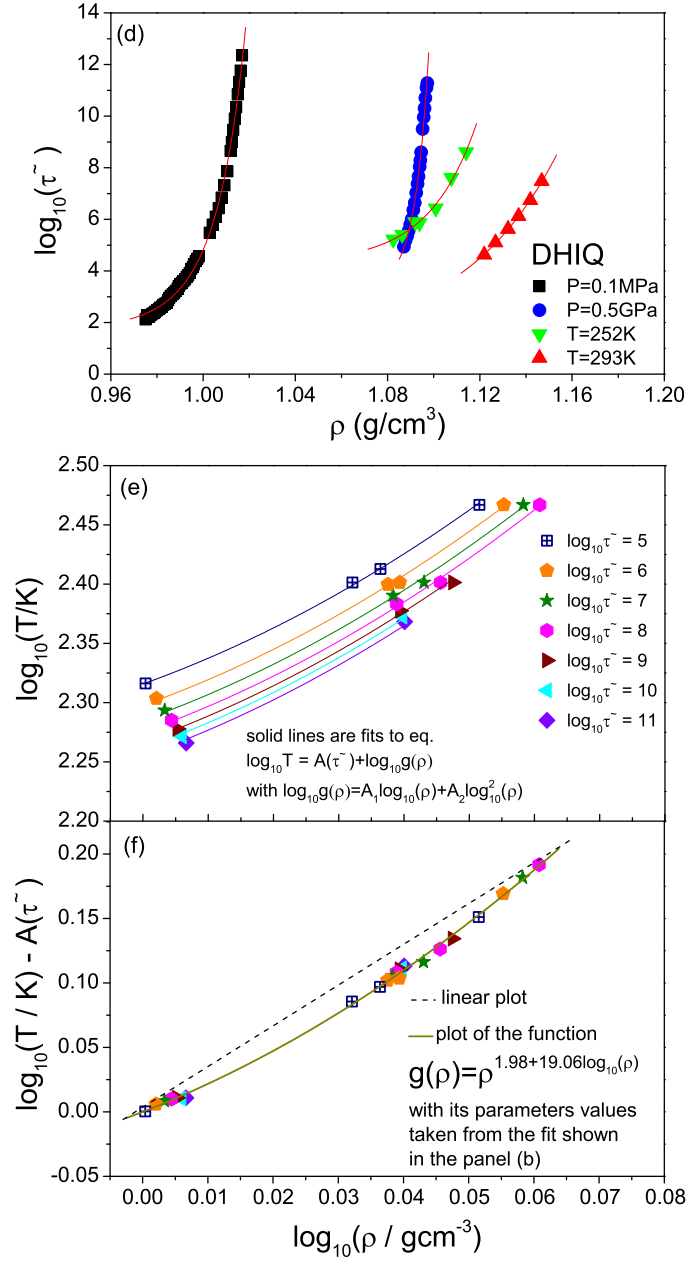 (d)
14
12
10
8
6
4
2
0
log10(τ~)
DHIQ
P=0.1MPa
P=0.5GPa
T=252K
T=293K
0.96
1.00
1.04
1.08
1.12
1.16
1.20
ρ (g/cm³)
(e)
2.50
2.45
2.40
2.35
2.30
2.25
2.20
log10(T/K)
log10τ~ = 5
log10τ~ = 6
log10τ~ = 7
log10τ~ = 8
log10τ~ = 9
log10τ~ = 10
log10τ~ = 11
solid lines are fits to eq.
log10T = A(τ~)+log10g(ρ)
with log10g(ρ)=A1log10(ρ)+A2log²10(ρ)
(f)
0.20
0.15
0.10
0.05
0.00
-0.05
log10(T / K) - A(τ~)
linear plot
plot of the function
g(ρ)=ρ^1.98+19.06log10(ρ)
with its parameters values
taken from the fit shown
in the panel (b)
0.00
0.01
0.02
0.03
0.04
0.05
0.06
0.07
0.08
log10(ρ / gcm⁻³)